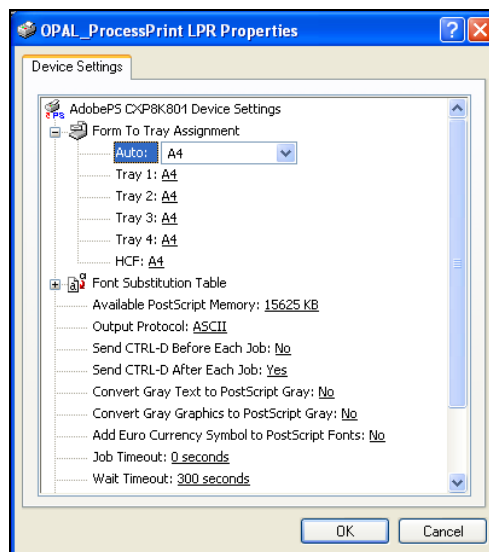 OPAL_ProcessPrint LPR Properties
Device Settings
AdobePS CXP8K801 Device Settings
Form To Tray Assignment
Auto: A4
Tray 1: A4
Tray 2: A4
Tray 3: A4
Tray 4: A4
HCF: A4
Font Substitution Table
Available PostScript Memory: 15625 KB
Output Protocol: ASCII
Send CTRL-D Before Each Job: No
Send CTRL-D After Each Job: Yes
Convert Gray Text to PostScript Gray: No
Convert Gray Graphics to PostScript Gray: No
Add Euro Currency Symbol to PostScript Fonts: No
Job Timeout: 0 seconds
Wait Timeout: 300 seconds
OK Cancel